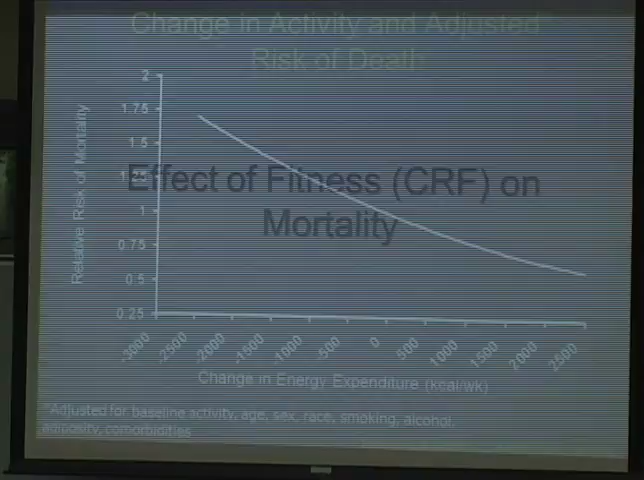 Change in Activity and Adjusted
Risk of Death
2
1.75
1.5
1.25
1
0.75
0.5
0.25
Relative Risk of Mortality
Effect of Fitness (CRF) on
Mortality
-3000 -2500 -2000 -1500 -1000 -500 0 500 1000 1500 2000 2500
Change in Energy Expenditure (kcal/wk)
*Adjusted for baseline activity, age, sex, race, smoking, alcohol,
adiposity, comorbidities